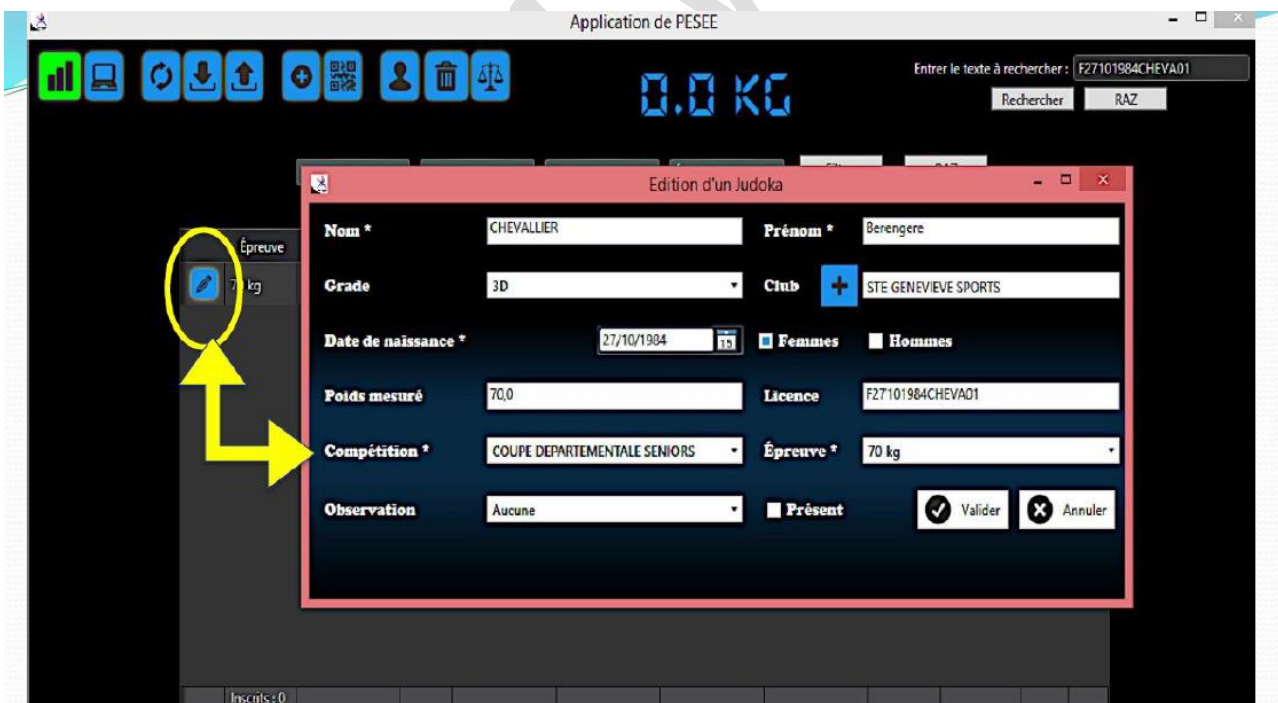 Application de PESEE
0.0 KG
Entrer le texte à rechercher : F27101984CHEVA01
Rechercher RAZ
Edition d'un Judoka
Épreuve
70 kg
Nom * CHEVALLIER Prénom * Berengere
Grade 3D Club STE GENEVIEVE SPORTS
Date de naissance * 27/10/1984 15 Femmes Hommes
Poids mesuré 70,0 Licence F27101984CHEVA01
Compétition * COUPE DEPARTEMENTALE SENIORS Épreuve * 70 kg
Observation Aucune Présent Valider Annuler
Inscrits : 0